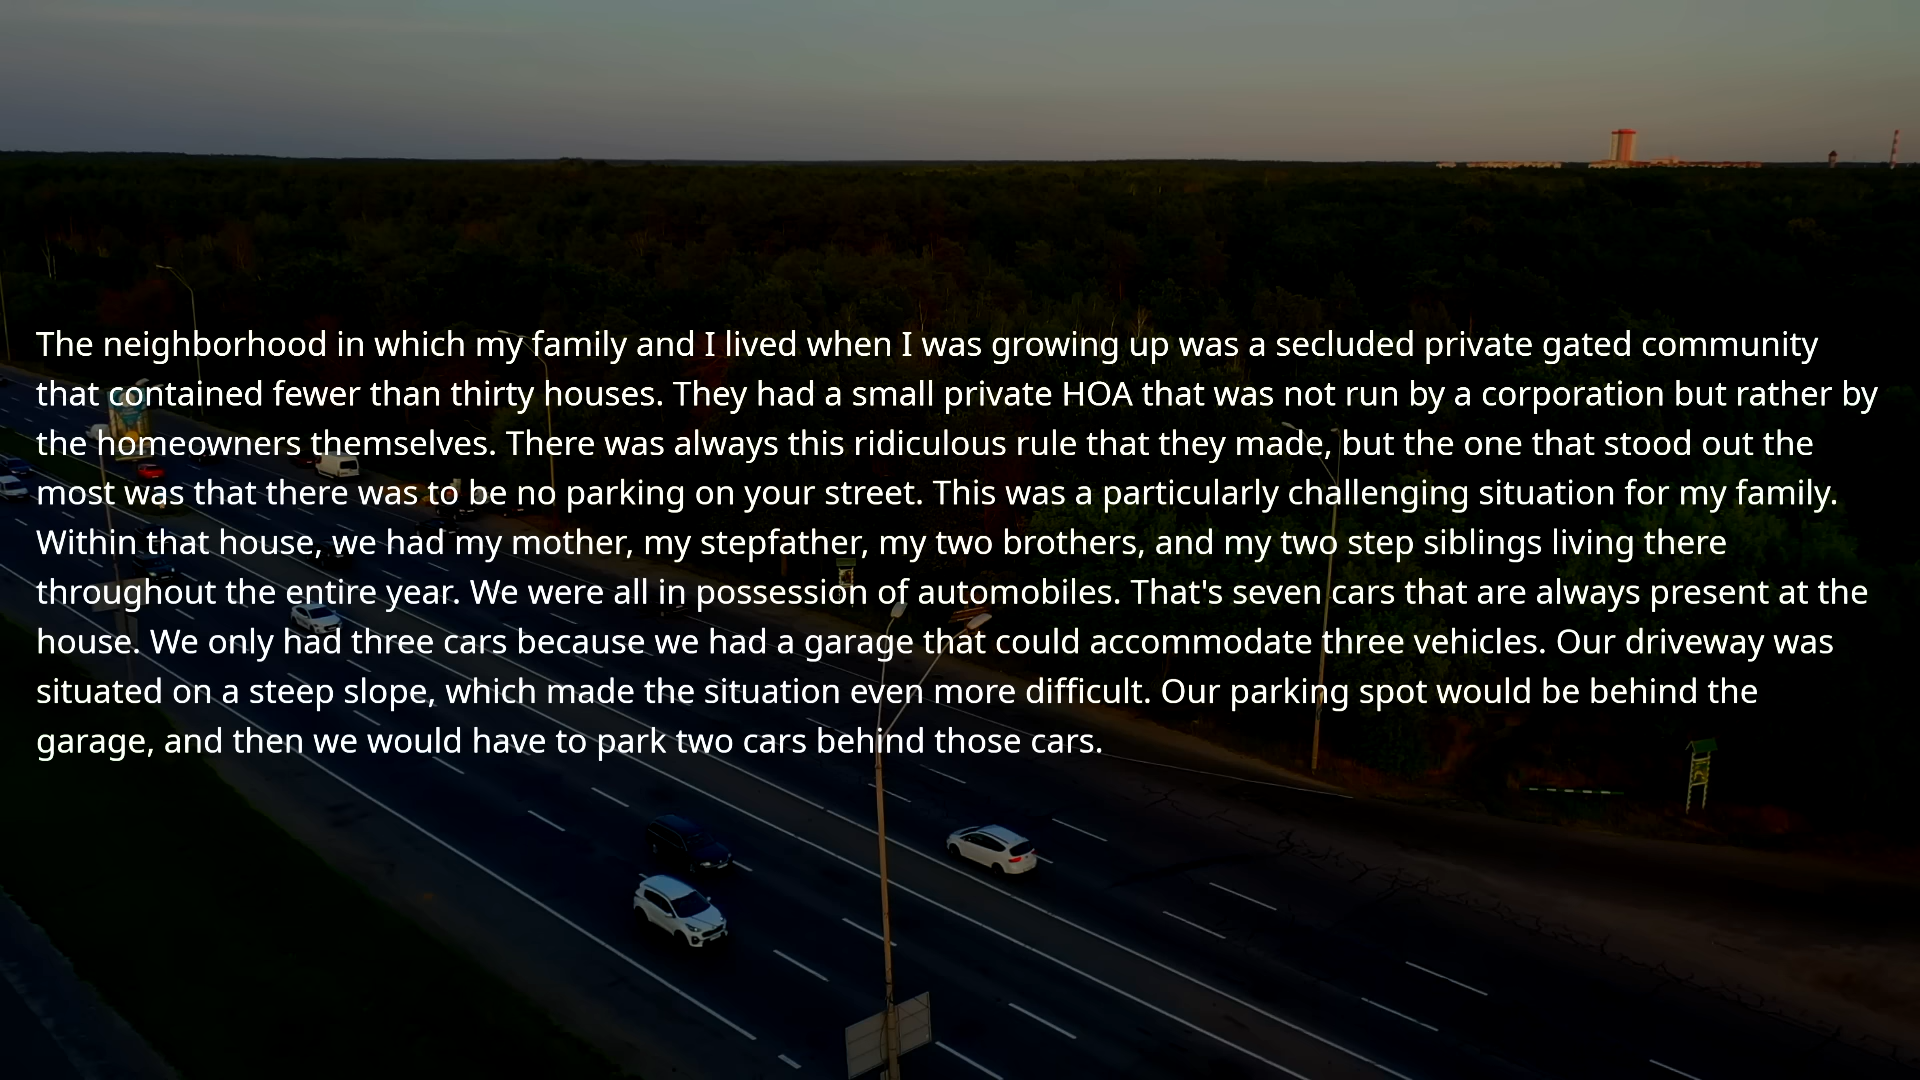 The neighborhood in which my family and I lived when I was growing up was a secluded private gated community
that contained fewer than thirty houses. They had a small private HOA that was not run by a corporation but rather by
the homeowners themselves. There was always this ridiculous rule that they made, but the one that stood out the
most was that there was to be no parking on your street. This was a particularly challenging situation for my family.
Within that house, we had my mother, my stepfather, my two brothers, and my two step siblings living there
throughout the entire year. We were all in possession of automobiles. That's seven cars that are always present at the
house. We only had three cars because we had a garage that could accommodate three vehicles. Our driveway was
situated on a steep slope, which made the situation even more difficult. Our parking spot would be behind the
garage, and then we would have to park two cars behind those cars.